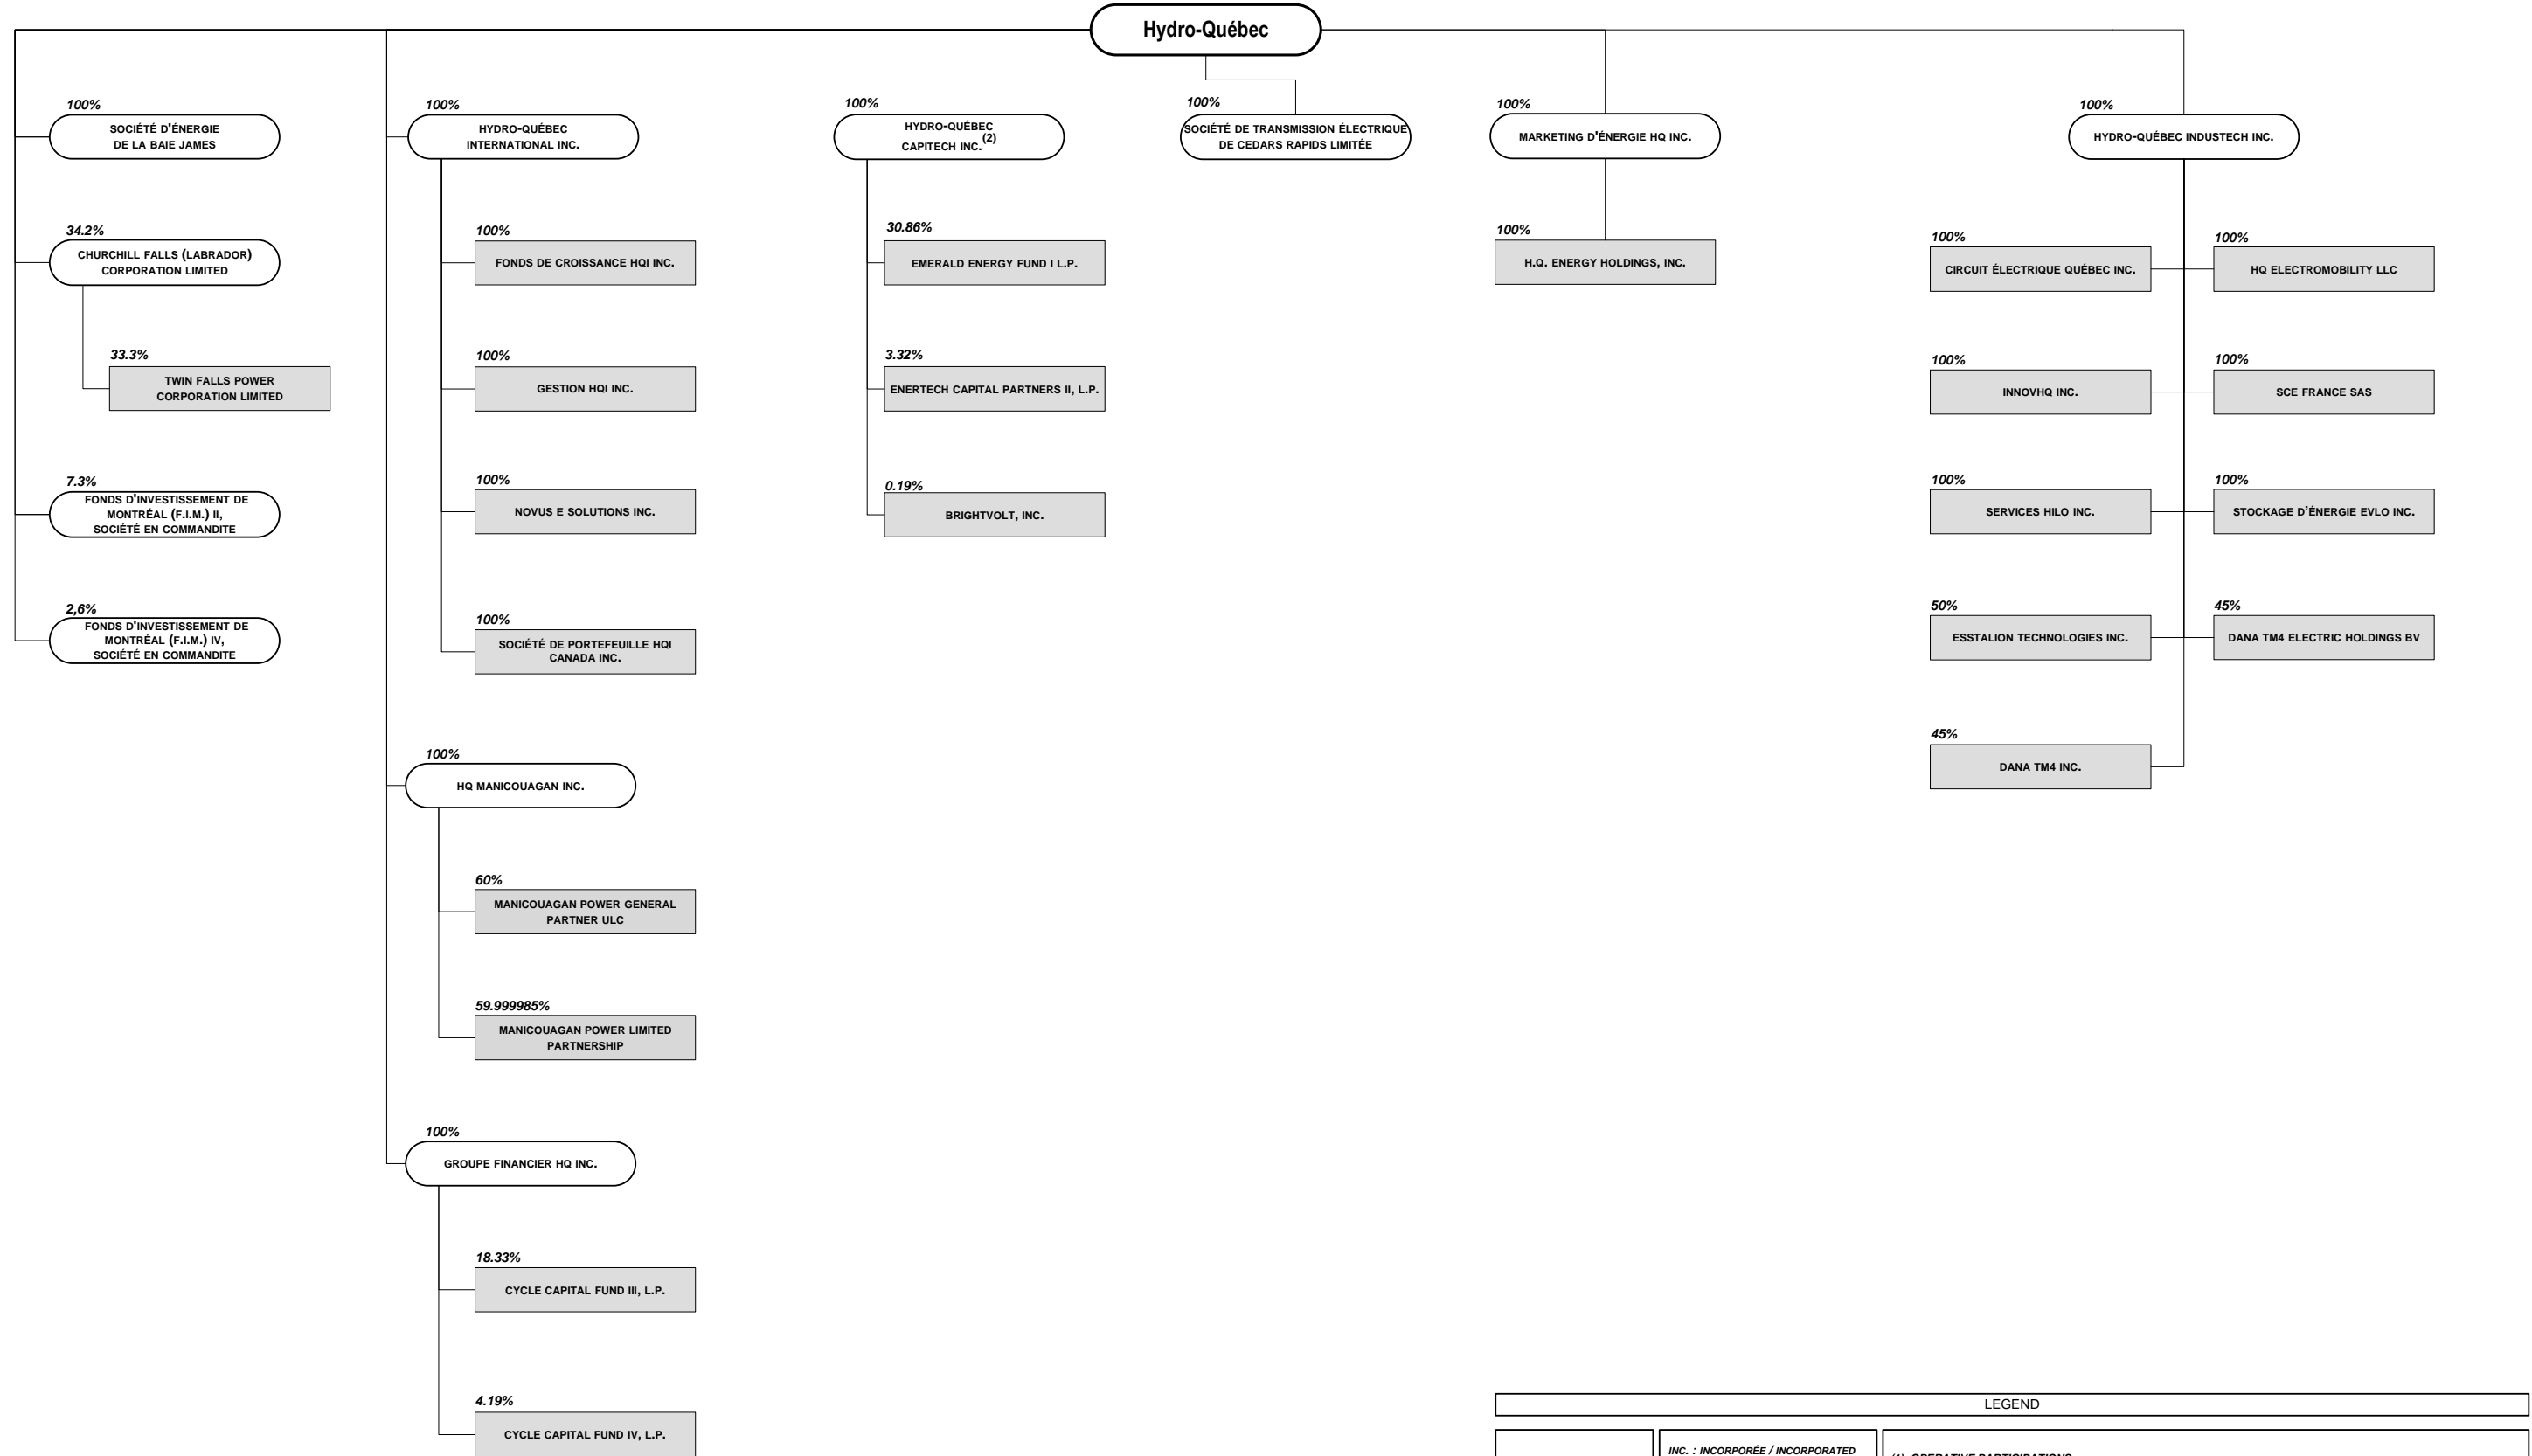 Hydro-Québec
100%
SOCIÉTÉ D'ÉNERGIE
DE LA BAIE JAMES
34.2%
CHURCHILL FALLS (LABRADOR)
CORPORATION LIMITED
33.3%
TWIN FALLS POWER
CORPORATION LIMITED
7.3%
FONDS D'INVESTISSEMENT DE
MONTRÉAL (F.I.M.) II,
SOCIÉTÉ EN COMMANDITE
2,6%
FONDS D'INVESTISSEMENT DE
MONTRÉAL (F.I.M.) IV,
SOCIÉTÉ EN COMMANDITE
100%
HYDRO-QUÉBEC
INTERNATIONAL INC.
100%
FONDS DE CROISSANCE HQI INC.
100%
GESTION HQI INC.
100%
NOVUS E SOLUTIONS INC.
100%
SOCIÉTÉ DE PORTEFEUILLE HQI
CANADA INC.
100%
HQ MANICOUAGAN INC.
60%
MANICOUAGAN POWER GENERAL
PARTNER ULC
59.999985%
MANICOUAGAN POWER LIMITED
PARTNERSHIP
100%
GROUPE FINANCIER HQ INC.
18.33%
CYCLE CAPITAL FUND III, L.P.
4.19%
CYCLE CAPITAL FUND IV, L.P.
100%
HYDRO-QUÉBEC
CAPITECH INC. (2)
30.86%
EMERALD ENERGY FUND I L.P.
3.32%
ENERTECH CAPITAL PARTNERS II, L.P.
0.19%
BRIGHTVOLT, INC.
100%
SOCIÉTÉ DE TRANSMISSION ÉLECTRIQUE
DE CEDARS RAPIDS LIMITÉE
100%
MARKETING D'ÉNERGIE HQ INC.
100%
H.Q. ENERGY HOLDINGS, INC.
100%
HYDRO-QUÉBEC INDUSTECH INC.
100%
CIRCUIT ÉLECTRIQUE QUÉBEC INC.
100%
HQ ELECTROMOBILITY LLC
100%
INNOVHQ INC.
100%
SCE FRANCE SAS
100%
SERVICES HILO INC.
100%
STOCKAGE D'ÉNERGIE EVLO INC.
50%
ESSTALION TECHNOLOGIES INC.
45%
DANA TM4 ELECTRIC HOLDINGS BV
45%
DANA TM4 INC.
LEGEND
INC. : INCORPORÉE / INCORPORATED
(1) OPERATIVE PARTICIPATIONS